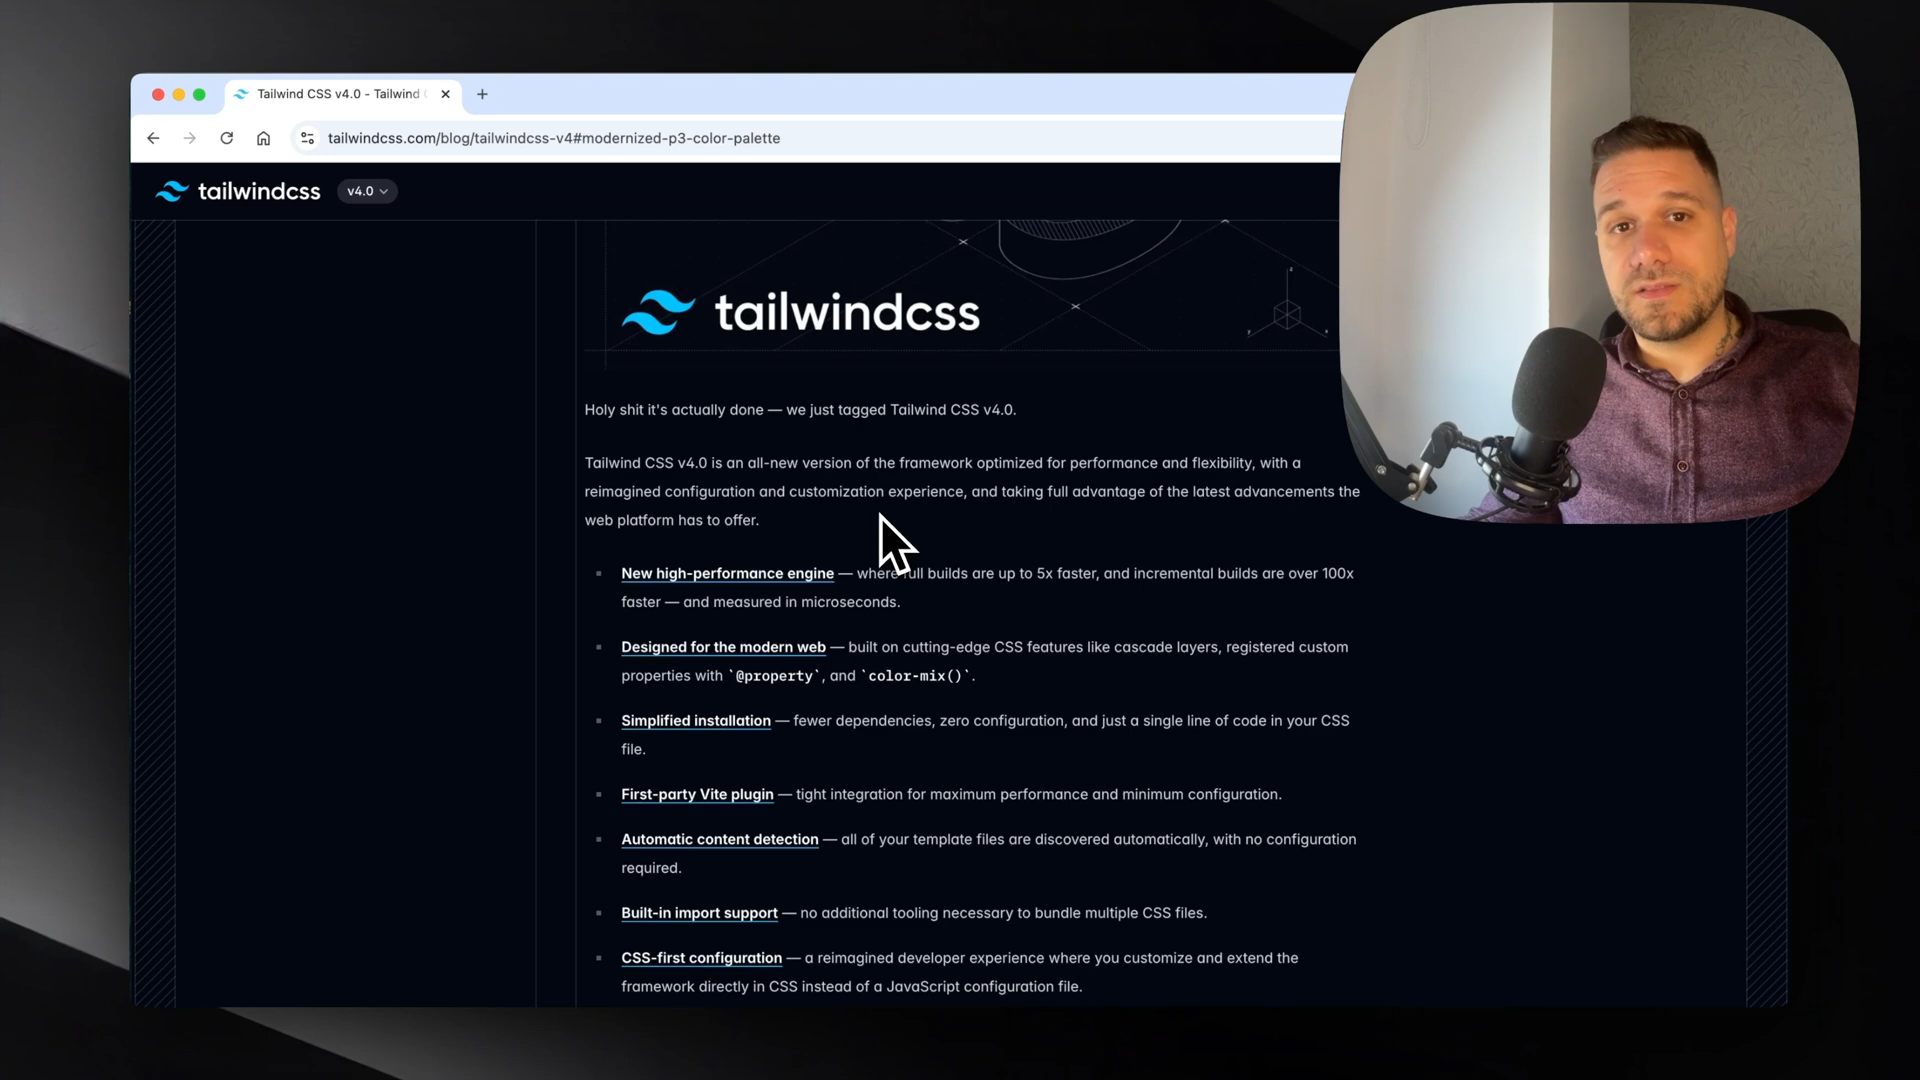 Tailwind CSS v4.0 - Tailwind
tailwindcss.com/blog/tailwindcss-v4#modernized-p3-color-palette
tailwindcss v4.0
tailwindcss
Holy shit it's actually done — we just tagged Tailwind CSS v4.0.
Tailwind CSS v4.0 is an all-new version of the framework optimized for performance and flexibility, with a
reimagined configuration and customization experience, and taking full advantage of the latest advancements the
web platform has to offer.
New high-performance engine — where full builds are up to 5x faster, and incremental builds are over 100x
faster — and measured in microseconds.
Designed for the modern web — built on cutting-edge CSS features like cascade layers, registered custom
properties with `@property`, and `color-mix()`.
Simplified installation — fewer dependencies, zero configuration, and just a single line of code in your CSS
file.
First-party Vite plugin — tight integration for maximum performance and minimum configuration.
Automatic content detection — all of your template files are discovered automatically, with no configuration
required.
Built-in import support — no additional tooling necessary to bundle multiple CSS files.
CSS-first configuration — a reimagined developer experience where you customize and extend the
framework directly in CSS instead of a JavaScript configuration file.